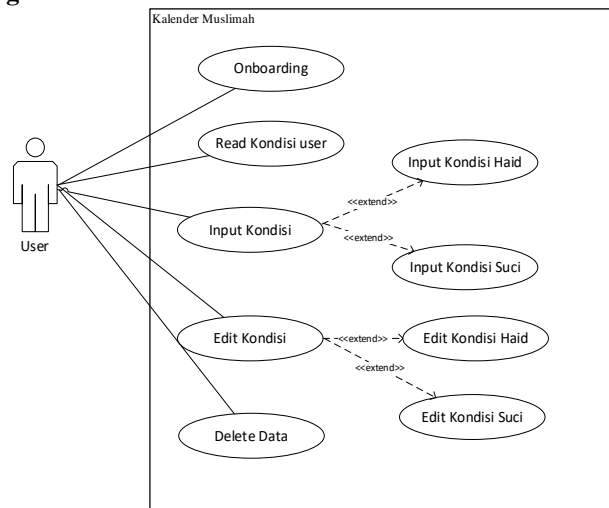 g
Kalender Muslimah
Onboarding
Read Kondisi user
Input Kondisi Haid
<<extend>>
Input Kondisi
<<extend>>
User
Input Kondisi Suci
Edit Kondisi
<<extend>>
Edit Kondisi Haid
<<extend>>
Edit Kondisi Suci
Delete Data